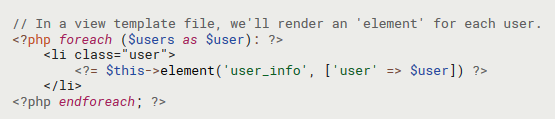 // In a view template file, we'll render an 'element' for each user.
<?php foreach ($users as $user): ?>
    <li class="user">
        <?= $this->element('user_info', ['user' => $user]) ?>
    </li>
<?php endforeach; ?>